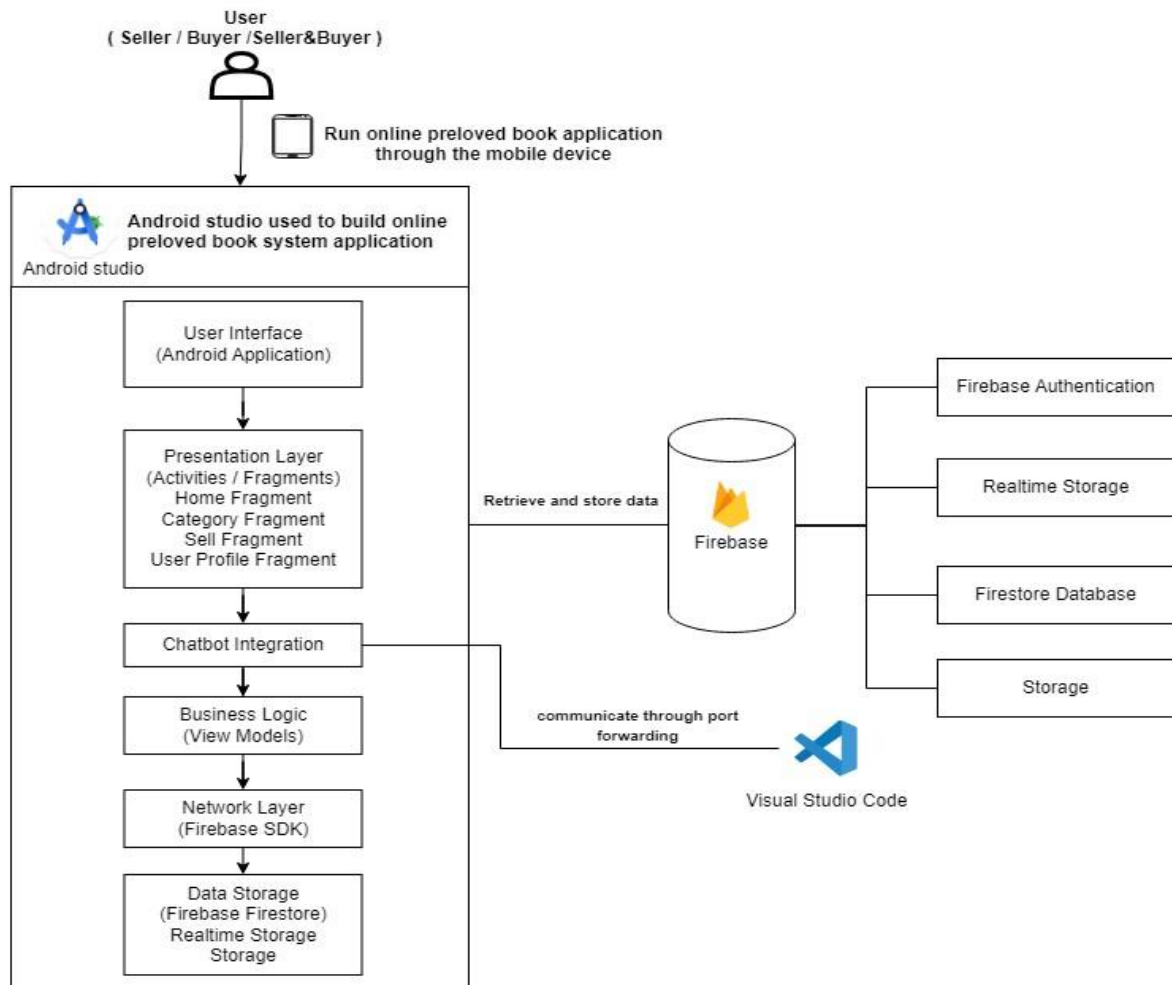 User
( Seller / Buyer /Seller&Buyer )
Run online preloved book application
through the mobile device
Android studio used to build online
preloved book system application
Android studio
User Interface
(Android Application)
Presentation Layer
(Activities / Fragments)
Home Fragment
Category Fragment
Sell Fragment
User Profile Fragment
Chatbot Integration
Business Logic
(View Models)
Network Layer
(Firebase SDK)
Data Storage
(Firebase Firestore)
Realtime Storage
Storage
Retrieve and store data
Firebase
Firebase Authentication
Realtime Storage
Firestore Database
Storage
communicate through port
forwarding
Visual Studio Code